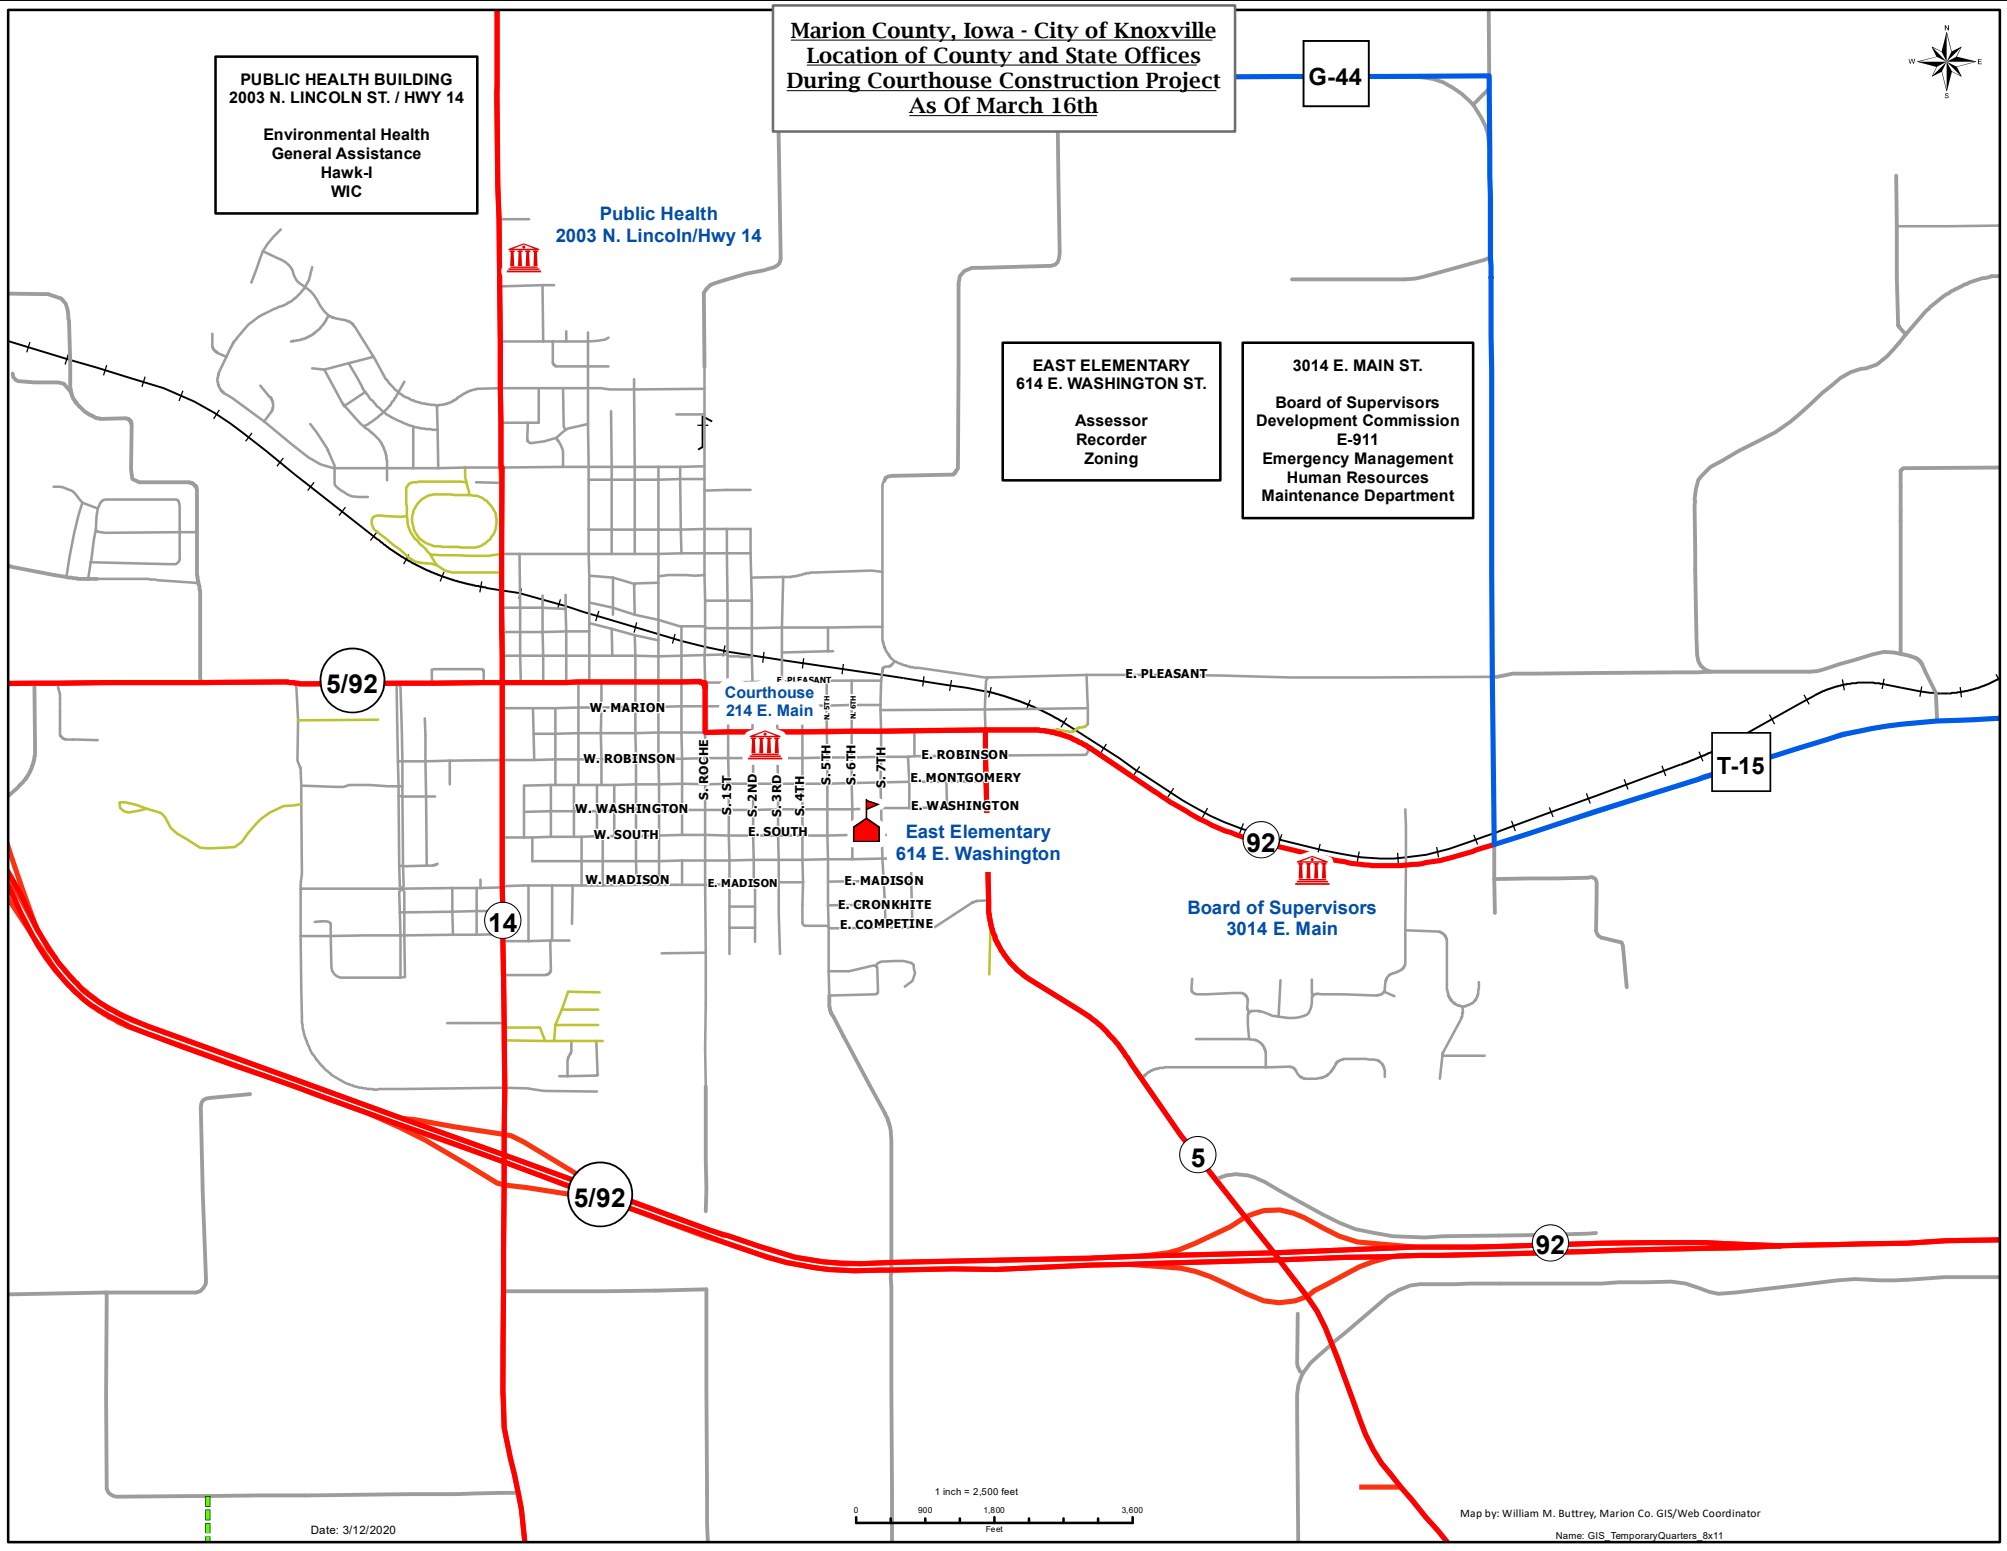 Marion County, Iowa - City of Knoxville
Location of County and State Offices
During Courthouse Construction Project
As Of March 16th
G-44
N
W
E
S
PUBLIC HEALTH BUILDING
2003 N. LINCOLN ST. / HWY 14
Environmental Health
General Assistance
Hawk-I
WIC
Public Health
2003 N. Lincoln/Hwy 14
EAST ELEMENTARY
614 E. WASHINGTON ST.
Assessor
Recorder
Zoning
3014 E. MAIN ST.
Board of Supervisors
Development Commission
E-911
Emergency Management
Human Resources
Maintenance Department
5/92
E. PLEASANT
E. PLEASANT
Courthouse
214 E. Main
W. MARION
N. 5TH
N. 6TH
W. ROBINSON
S. ROCHE
S. 1ST
S. 2ND
S. 3RD
S. 4TH
S. 5TH
S. 6TH
S. 7TH
E. ROBINSON
E. MONTGOMERY
T-15
W. WASHINGTON
E. WASHINGTON
W. SOUTH
E. SOUTH
East Elementary
614 E. Washington
92
W. MADISON
E. MADISON
E. MADISON
E. CRONKHITE
E. COMPETINE
14
Board of Supervisors
3014 E. Main
5
5/92
92
1 inch = 2,500 feet
0 900 1,800 3,600
Feet
Date: 3/12/2020
Map by: William M. Buttrey, Marion Co. GIS/Web Coordinator
Name: GIS_TemporaryQuarters_8x11